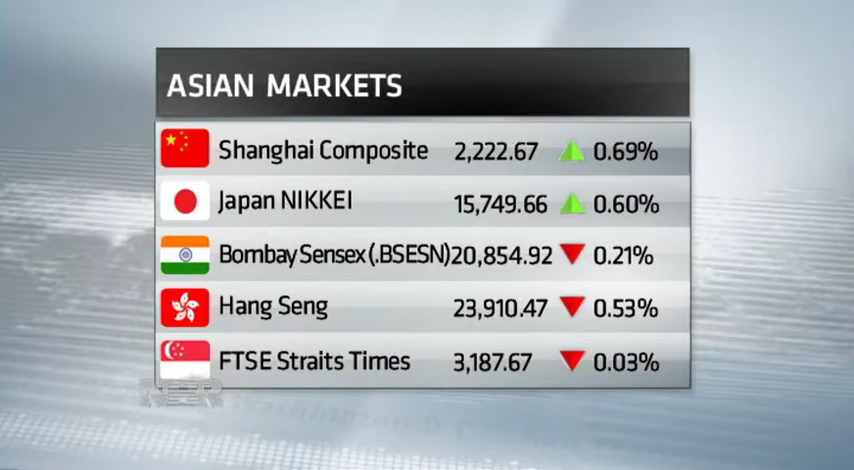 ASIAN MARKETS
Shanghai Composite 2,222.67 0.69%
Japan NIKKEI 15,749.66 0.60%
Bombay Sensex (.BSESN) 20,854.92 0.21%
Hang Seng 23,910.47 0.53%
FTSE Straits Times 3,187.67 0.03%